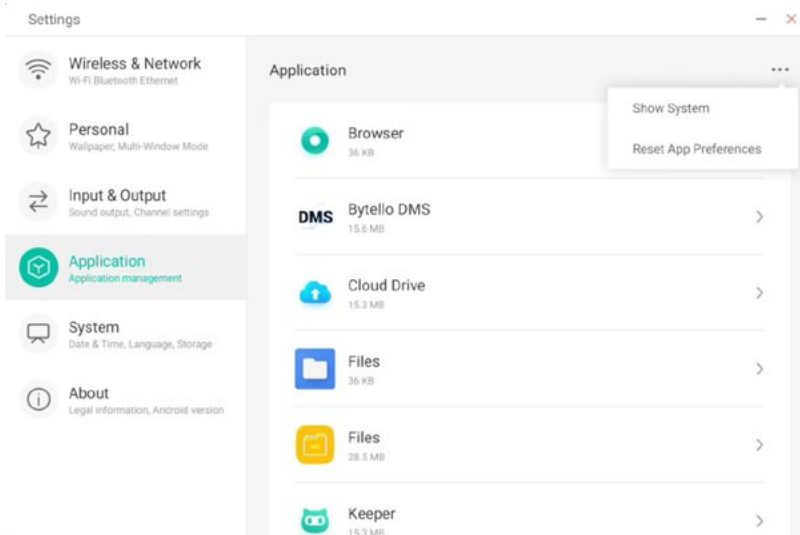 Settings
Wireless & Network
Wi-Fi Bluetooth Ethernet
Personal
Wallpaper, Multi-Window Mode
Input & Output
Sound output, Channel settings
Application
Application management
System
Date & Time, Language, Storage
About
Legal information, Android version
Application
Show System
Reset App Preferences
Browser
36 KB
DMS
Bytello DMS
15.6 MB
Cloud Drive
15.3 MB
Files
36 KB
Files
28.5 MB
Keeper
15.3 MB